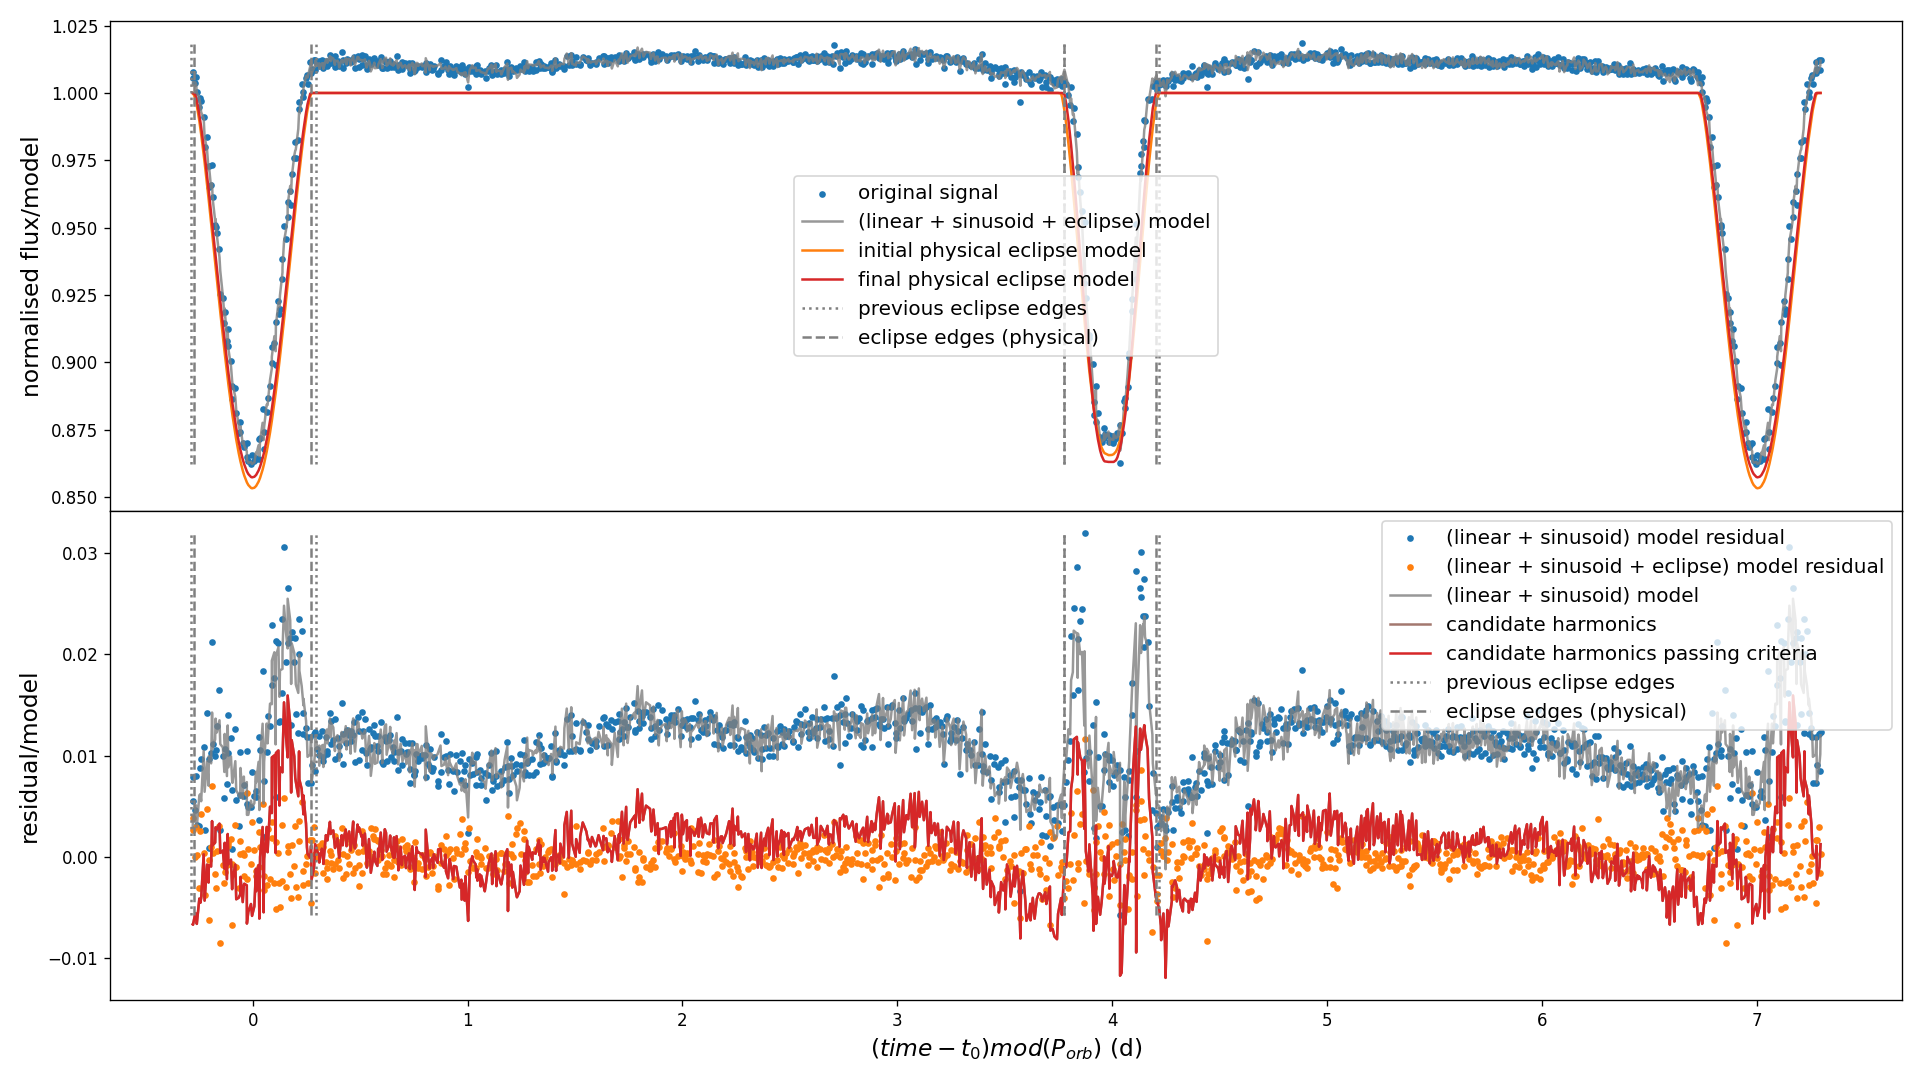 1.025
1.000
0.975
0.950
0.925
0.900
0.875
0.850
normalised flux/model
original signal
(linear + sinusoid + eclipse) model
initial physical eclipse model
final physical eclipse model
previous eclipse edges
eclipse edges (physical)
0.03
0.02
0.01
0.00
−0.01
residual/model
(linear + sinusoid) model residual
(linear + sinusoid + eclipse) model residual
(linear + sinusoid) model
candidate harmonics
candidate harmonics passing criteria
previous eclipse edges
eclipse edges (physical)
0 1 2 3 4 5 6 7
(time − t₀)mod(P_orb) (d)